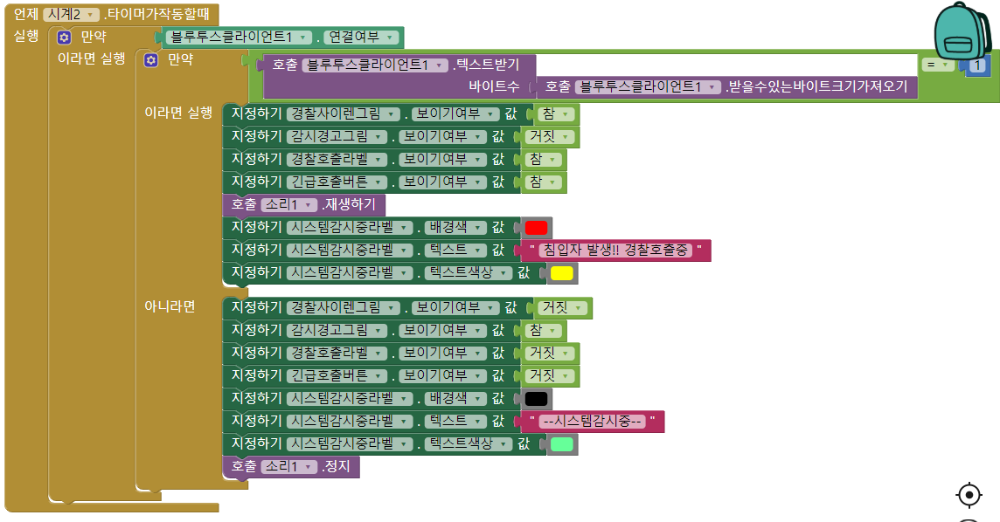 언제 시계2 .타이머가작동할때
실행 만약 블루투스클라이언트1 . 연결여부
이라면 실행 만약 호출 블루투스클라이언트1 .텍스트받기 = 1
바이트수 호출 블루투스클라이언트1 .받을수있는바이트크기가져오기
이라면 실행 지정하기 경찰사이렌그림 . 보이기여부 값 참
지정하기 감시경고그림 . 보이기여부 값 거짓
지정하기 경찰호출라벨 . 보이기여부 값 참
지정하기 긴급호출버튼 . 보이기여부 값 참
호출 소리1 .재생하기
지정하기 시스템감시중라벨 . 배경색 값
지정하기 시스템감시중라벨 . 텍스트 값 " 침입자 발생!! 경찰호출중 "
지정하기 시스템감시중라벨 . 텍스트색상 값
아니라면 지정하기 경찰사이렌그림 . 보이기여부 값 거짓
지정하기 감시경고그림 . 보이기여부 값 참
지정하기 경찰호출라벨 . 보이기여부 값 거짓
지정하기 긴급호출버튼 . 보이기여부 값 거짓
지정하기 시스템감시중라벨 . 배경색 값
지정하기 시스템감시중라벨 . 텍스트 값 " --시스템감시중-- "
지정하기 시스템감시중라벨 . 텍스트색상 값
호출 소리1 .정지